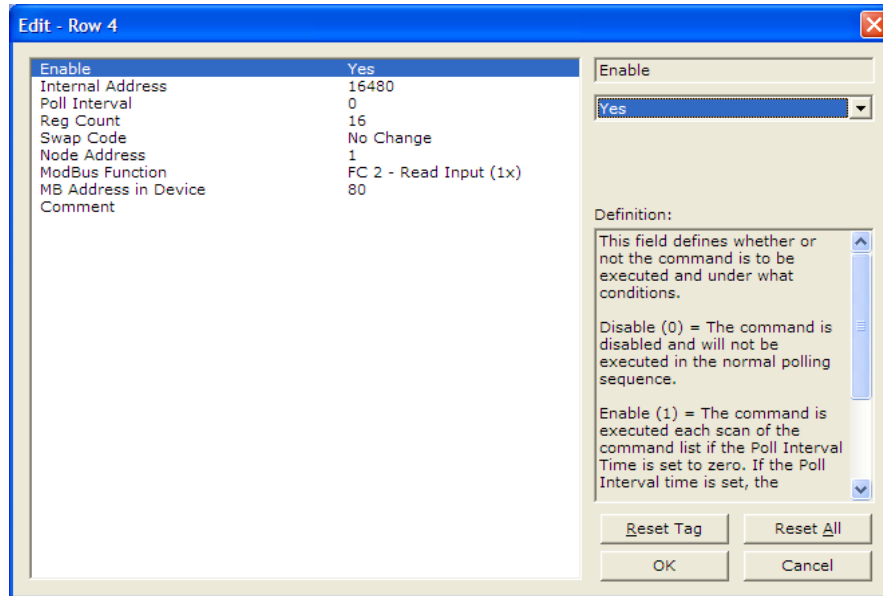 Edit - Row 4
Enable Yes
Internal Address 16480
Poll Interval 0
Reg Count 16
Swap Code No Change
Node Address 1
ModBus Function FC 2 - Read Input (1x)
MB Address in Device 80
Comment
Enable
Yes
Definition:
This field defines whether or
not the command is to be
executed and under what
conditions.
Disable (0) = The command is
disabled and will not be
executed in the normal polling
sequence.
Enable (1) = The command is
executed each scan of the
command list if the Poll Interval
Time is set to zero. If the Poll
Interval time is set, the
Reset Tag Reset All
OK Cancel